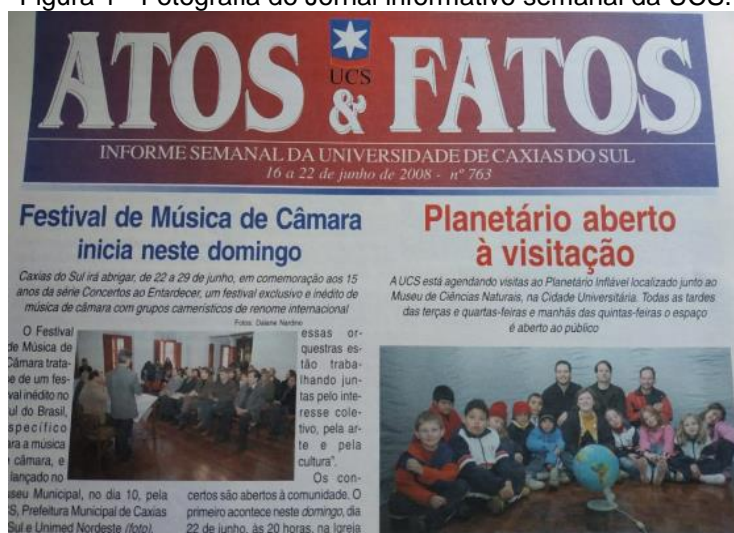 Figura 1 - Fotografia do Jornal informativo semanal da UCS.
ATOS & FATOS
UCS
INFORME SEMANAL DA UNIVERSIDADE DE CAXIAS DO SUL
16 a 22 de junho de 2008 - nº 763
Festival de Música de Câmara
inicia neste domingo
Caxias do Sul irá abrigar, de 22 a 29 de junho, em comemoração aos 15
anos da série Concertos ao Entardecer, um festival exclusivo e inédito de
música de câmara com grupos camerísticos de renome internacional
Fotos: Daiane Nardino
O Festival
de Música de
Câmara trata-
e de um fes-
val inédito no
ul do Brasil,
specífico
ara a música
câmara, e
lançado no
useu Municipal, no dia 10, pela
S, Prefeitura Municipal de Caxias
Sul e Unimed Nordeste (foto).
essas or-
questras es-
tão traba-
lhando jun-
tas pelo inte-
resse cole-
tivo, pela ar-
te e pela
cultura".
Os con-
certos são abertos à comunidade. O
primeiro acontece neste domingo, dia
22 de junho, às 20 horas, na Igreja
Planetário aberto
à visitação
A UCS está agendando visitas ao Planetário Inflável localizado junto ao
Museu de Ciências Naturais, na Cidade Universitária. Todas as tardes
das terças e quartas-feiras e manhãs das quintas-feiras o espaço
é aberto ao público